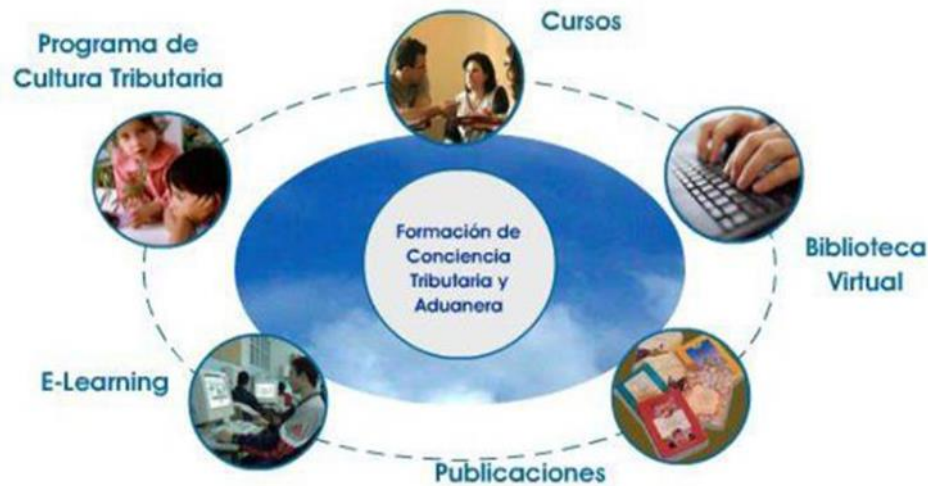 Cursos
Programa de
Cultura Tributaria
Formación de
Conciencia
Tributaria y
Aduanera
Biblioteca
Virtual
E-Learning
Publicaciones